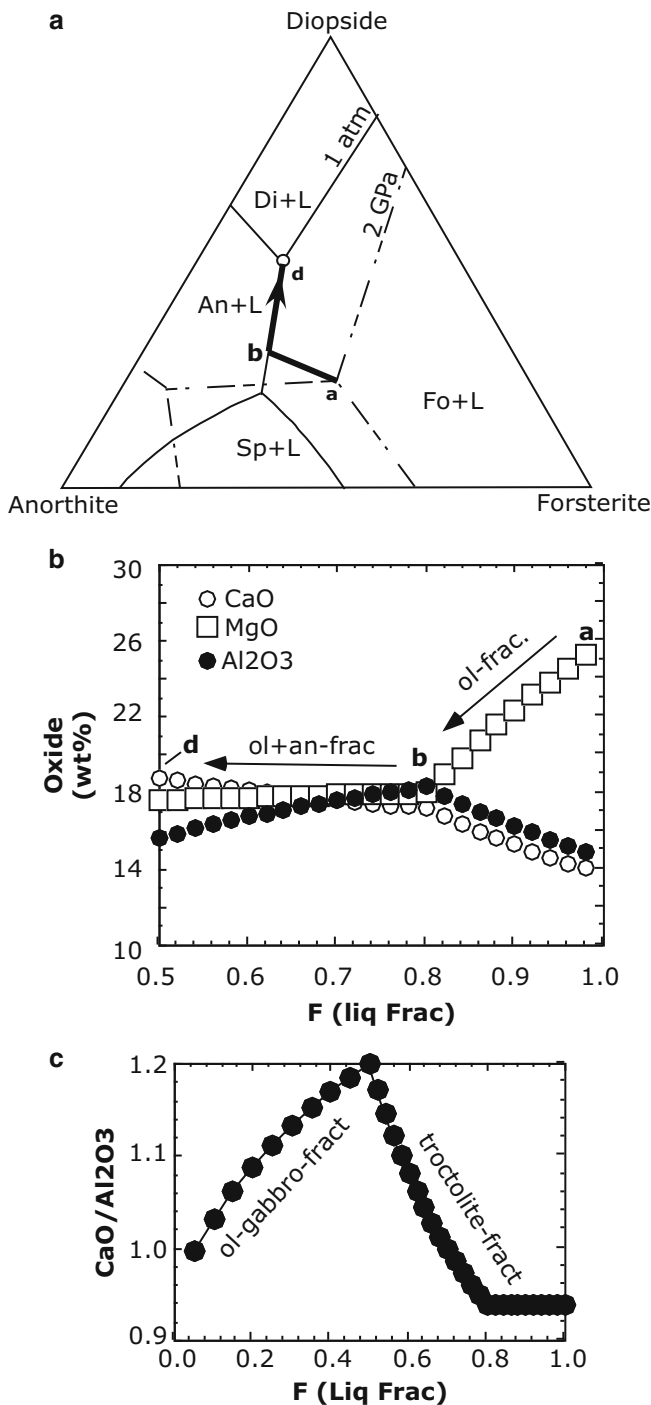 a
Diopside
1 atm
2 GPa
Di+L
d
An+L
b
a
Fo+L
Sp+L
Anorthite
Forsterite
b
30
26
22
18
14
10
Oxide
(wt%)
CaO
MgO
Al2O3
a
ol-frac.
d
ol+an-frac
b
0.5
0.6
0.7
0.8
0.9
1.0
F (liq Frac)
c
1.2
1.1
1.0
0.9
CaO/Al2O3
ol-gabbro-fract
troctolite-fract
0.0
0.2
0.4
0.6
0.8
1.0
F (Liq Frac)